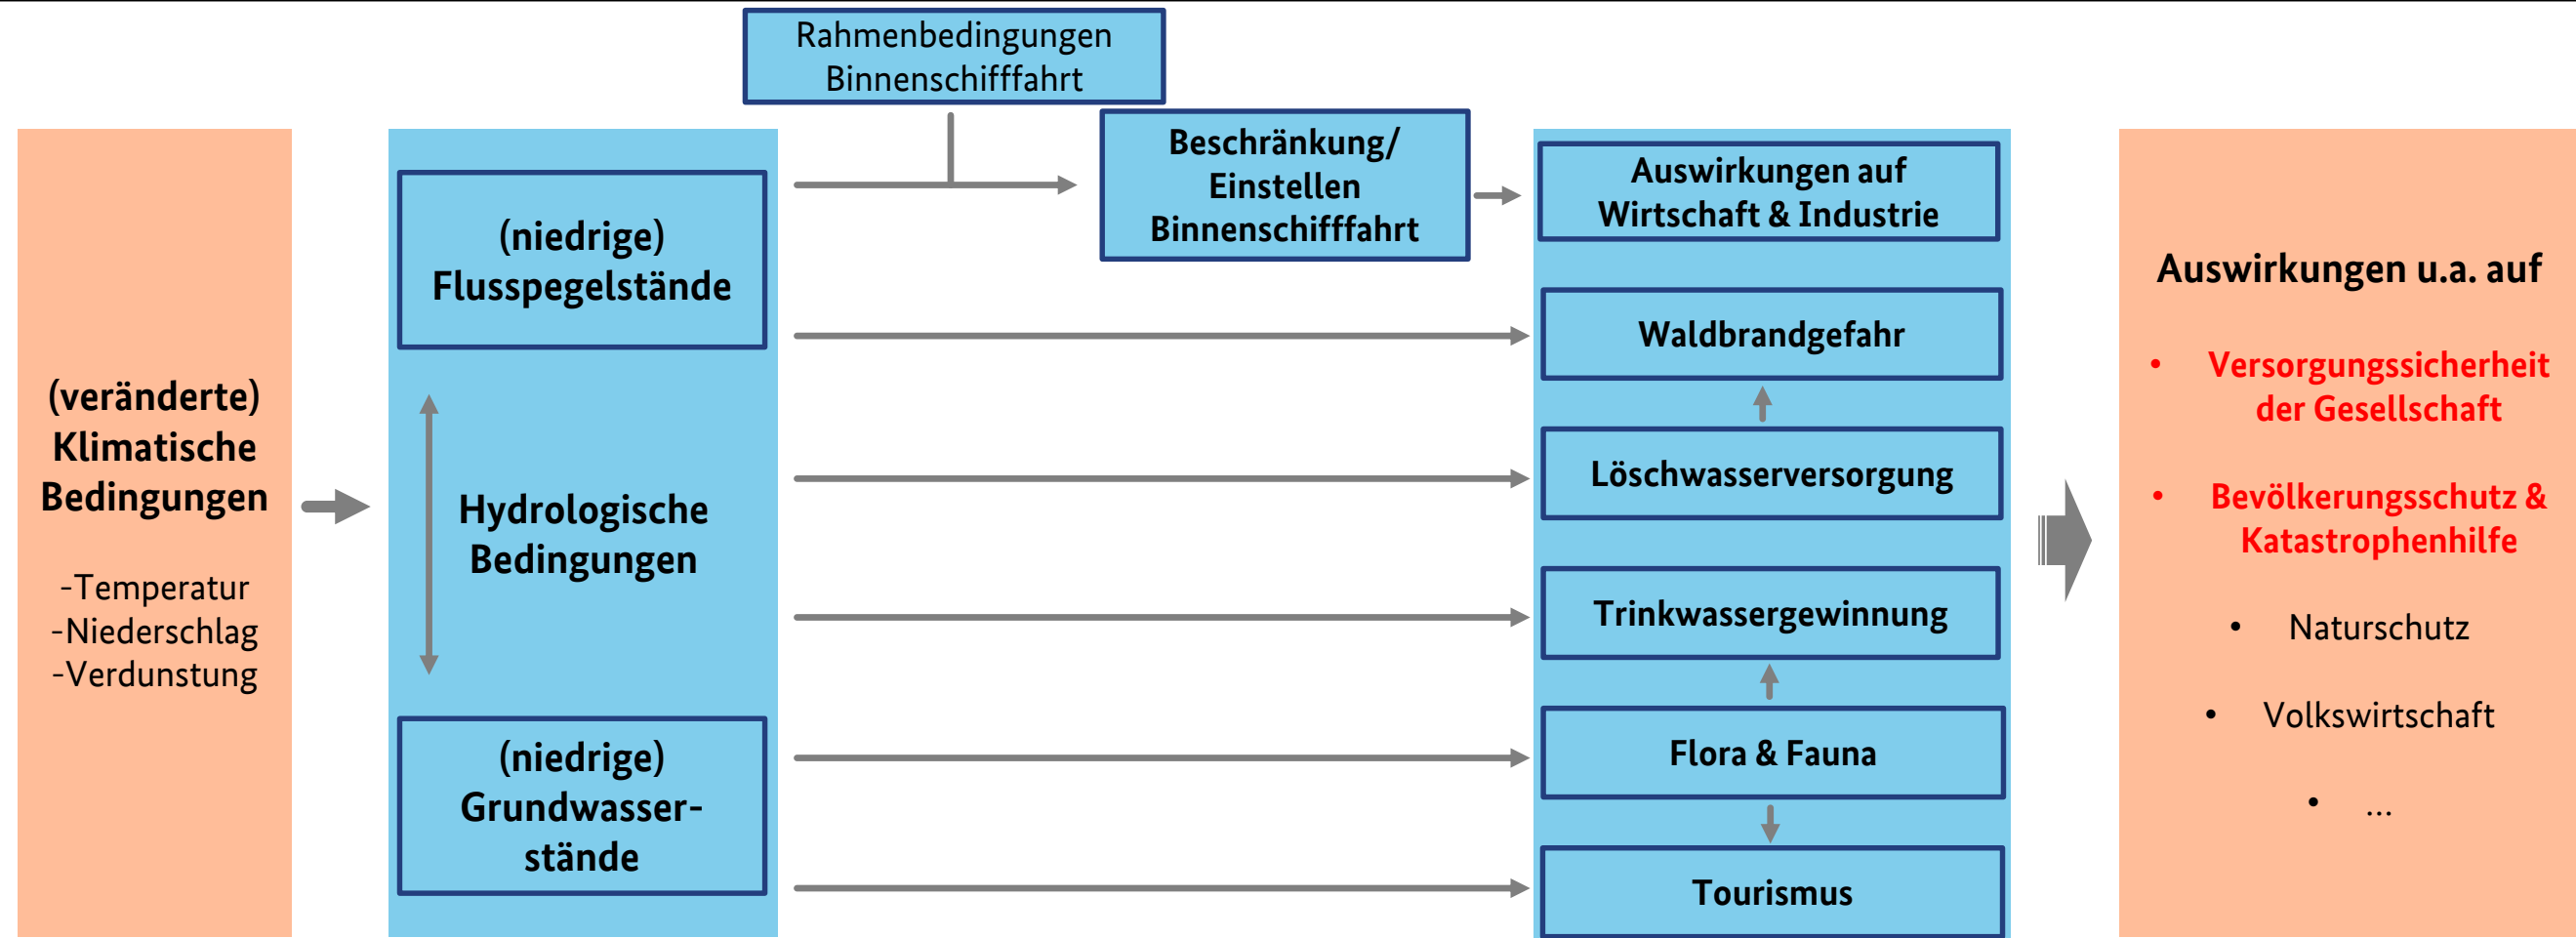 Rahmenbedingungen
Binnenschifffahrt
(veränderte)
Klimatische
Bedingungen
-Temperatur
-Niederschlag
-Verdunstung
(niedrige)
Flusspegelstände
Hydrologische
Bedingungen
(niedrige)
Grundwasser-
stände
Beschränkung/
Einstellen
Binnenschifffahrt
Auswirkungen auf
Wirtschaft & Industrie
Waldbrandgefahr
Löschwasserversorgung
Trinkwassergewinnung
Flora & Fauna
Tourismus
Auswirkungen u.a. auf
• Versorgungssicherheit
der Gesellschaft
• Bevölkerungsschutz &
Katastrophenhilfe
• Naturschutz
• Volkswirtschaft
• ...